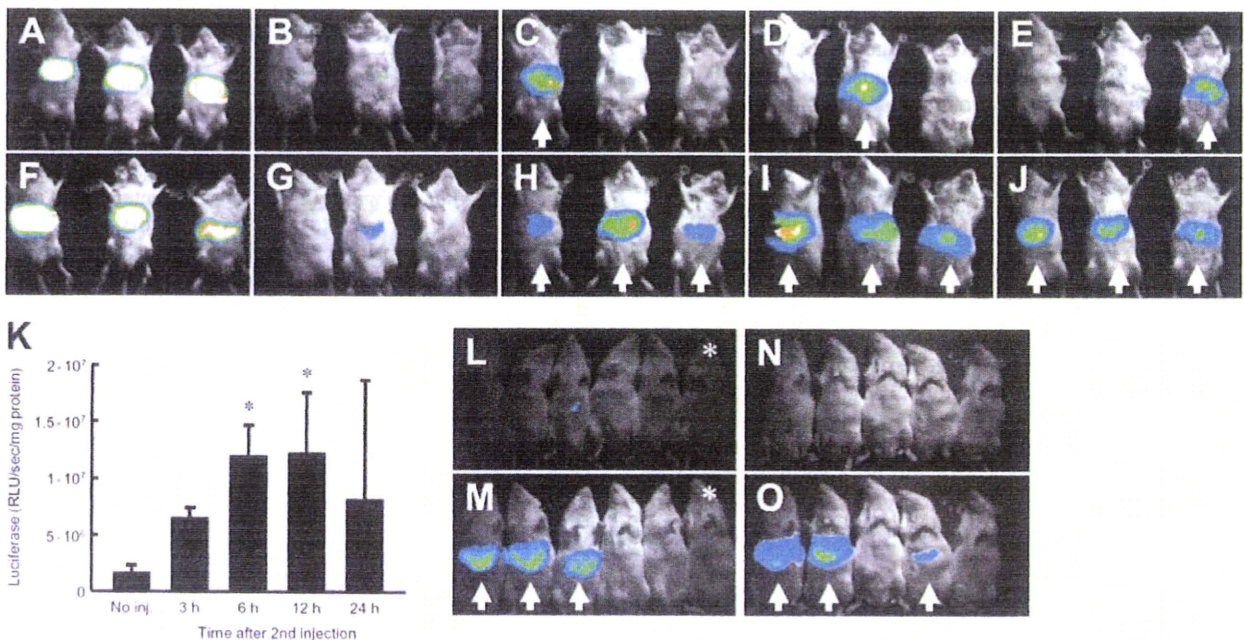 A
B
C
D
E
F
G
H
I
J
K
Luciferase (RLU/sec/mg protein)
2·10⁷
1.5·10⁷
1·10⁷
5·10⁶
0
*
*
No inj.
3 h
6 h
12 h
24 h
Time after 2nd injection
L
*
N
M
*
O